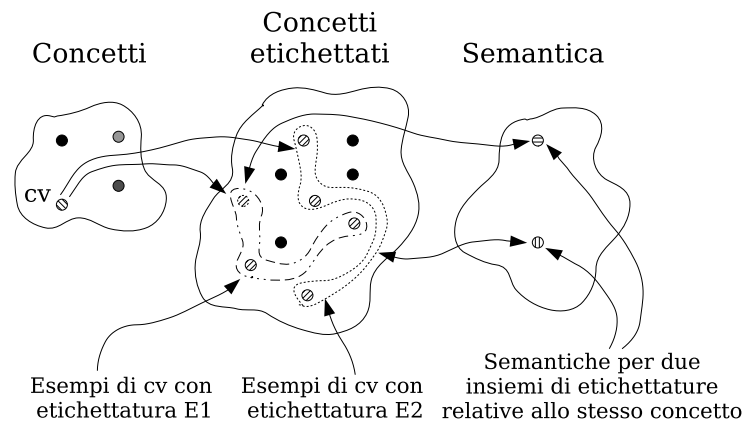 Concetti
Concetti
etichettati
Semantica
cv
Esempi di cv con
etichettatura E1
Esempi di cv con
etichettatura E2
Semantiche per due
insiemi di etichettature
relative allo stesso concetto